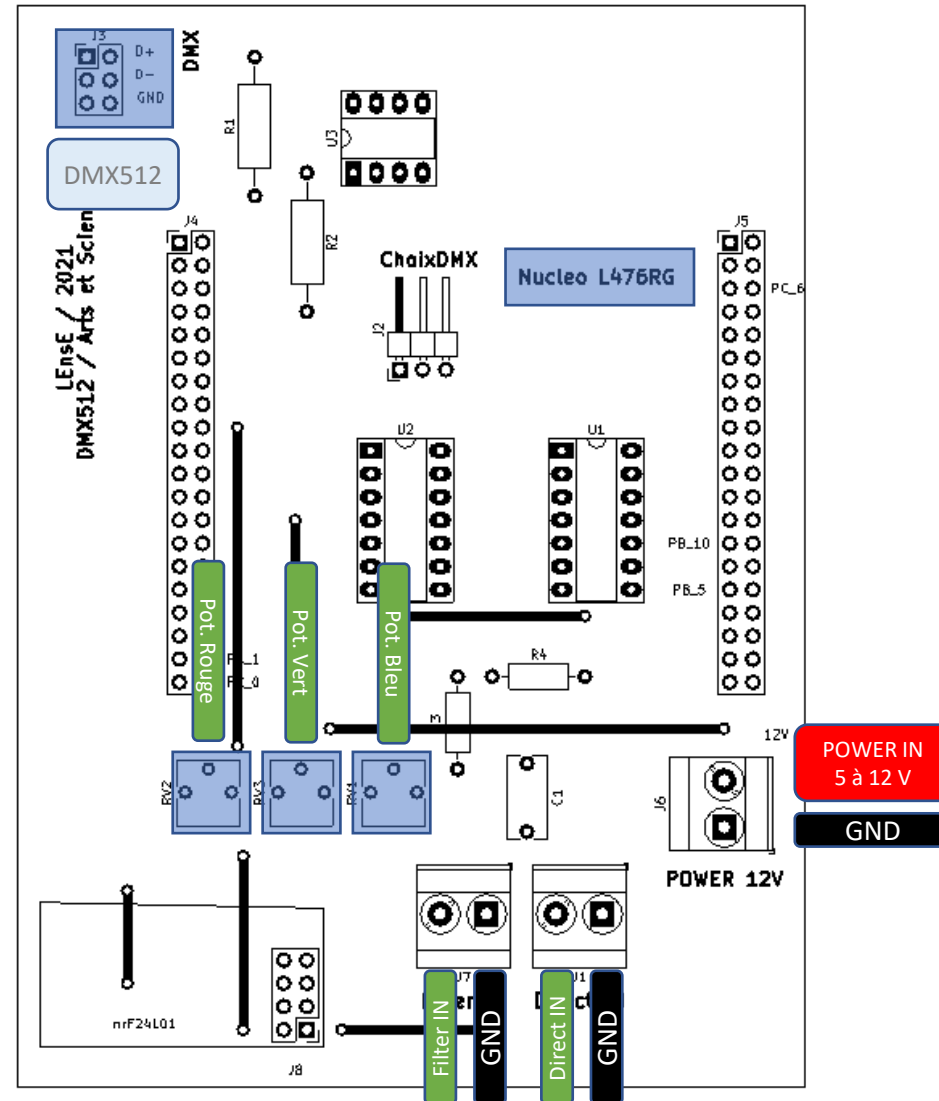 J3
D+
D-
GND
DMX
DMX512
R1
U3
R2
J4
J5
LEnsE / 2021
DMX512 / Arts et Scien
ChaixDMX
Nucleo L476RG
PC_6
J2
U2
U1
PB_10
PB_5
Pot. Rouge
Pot. Vert
Pot. Bleu
R4
12V
POWER IN
5 à 12 V
GND
RV2
RV3
RV1
C1
J6
POWER 12V
J7
J1
Filter IN
GND
Direct IN
GND
nrF24L01
J8